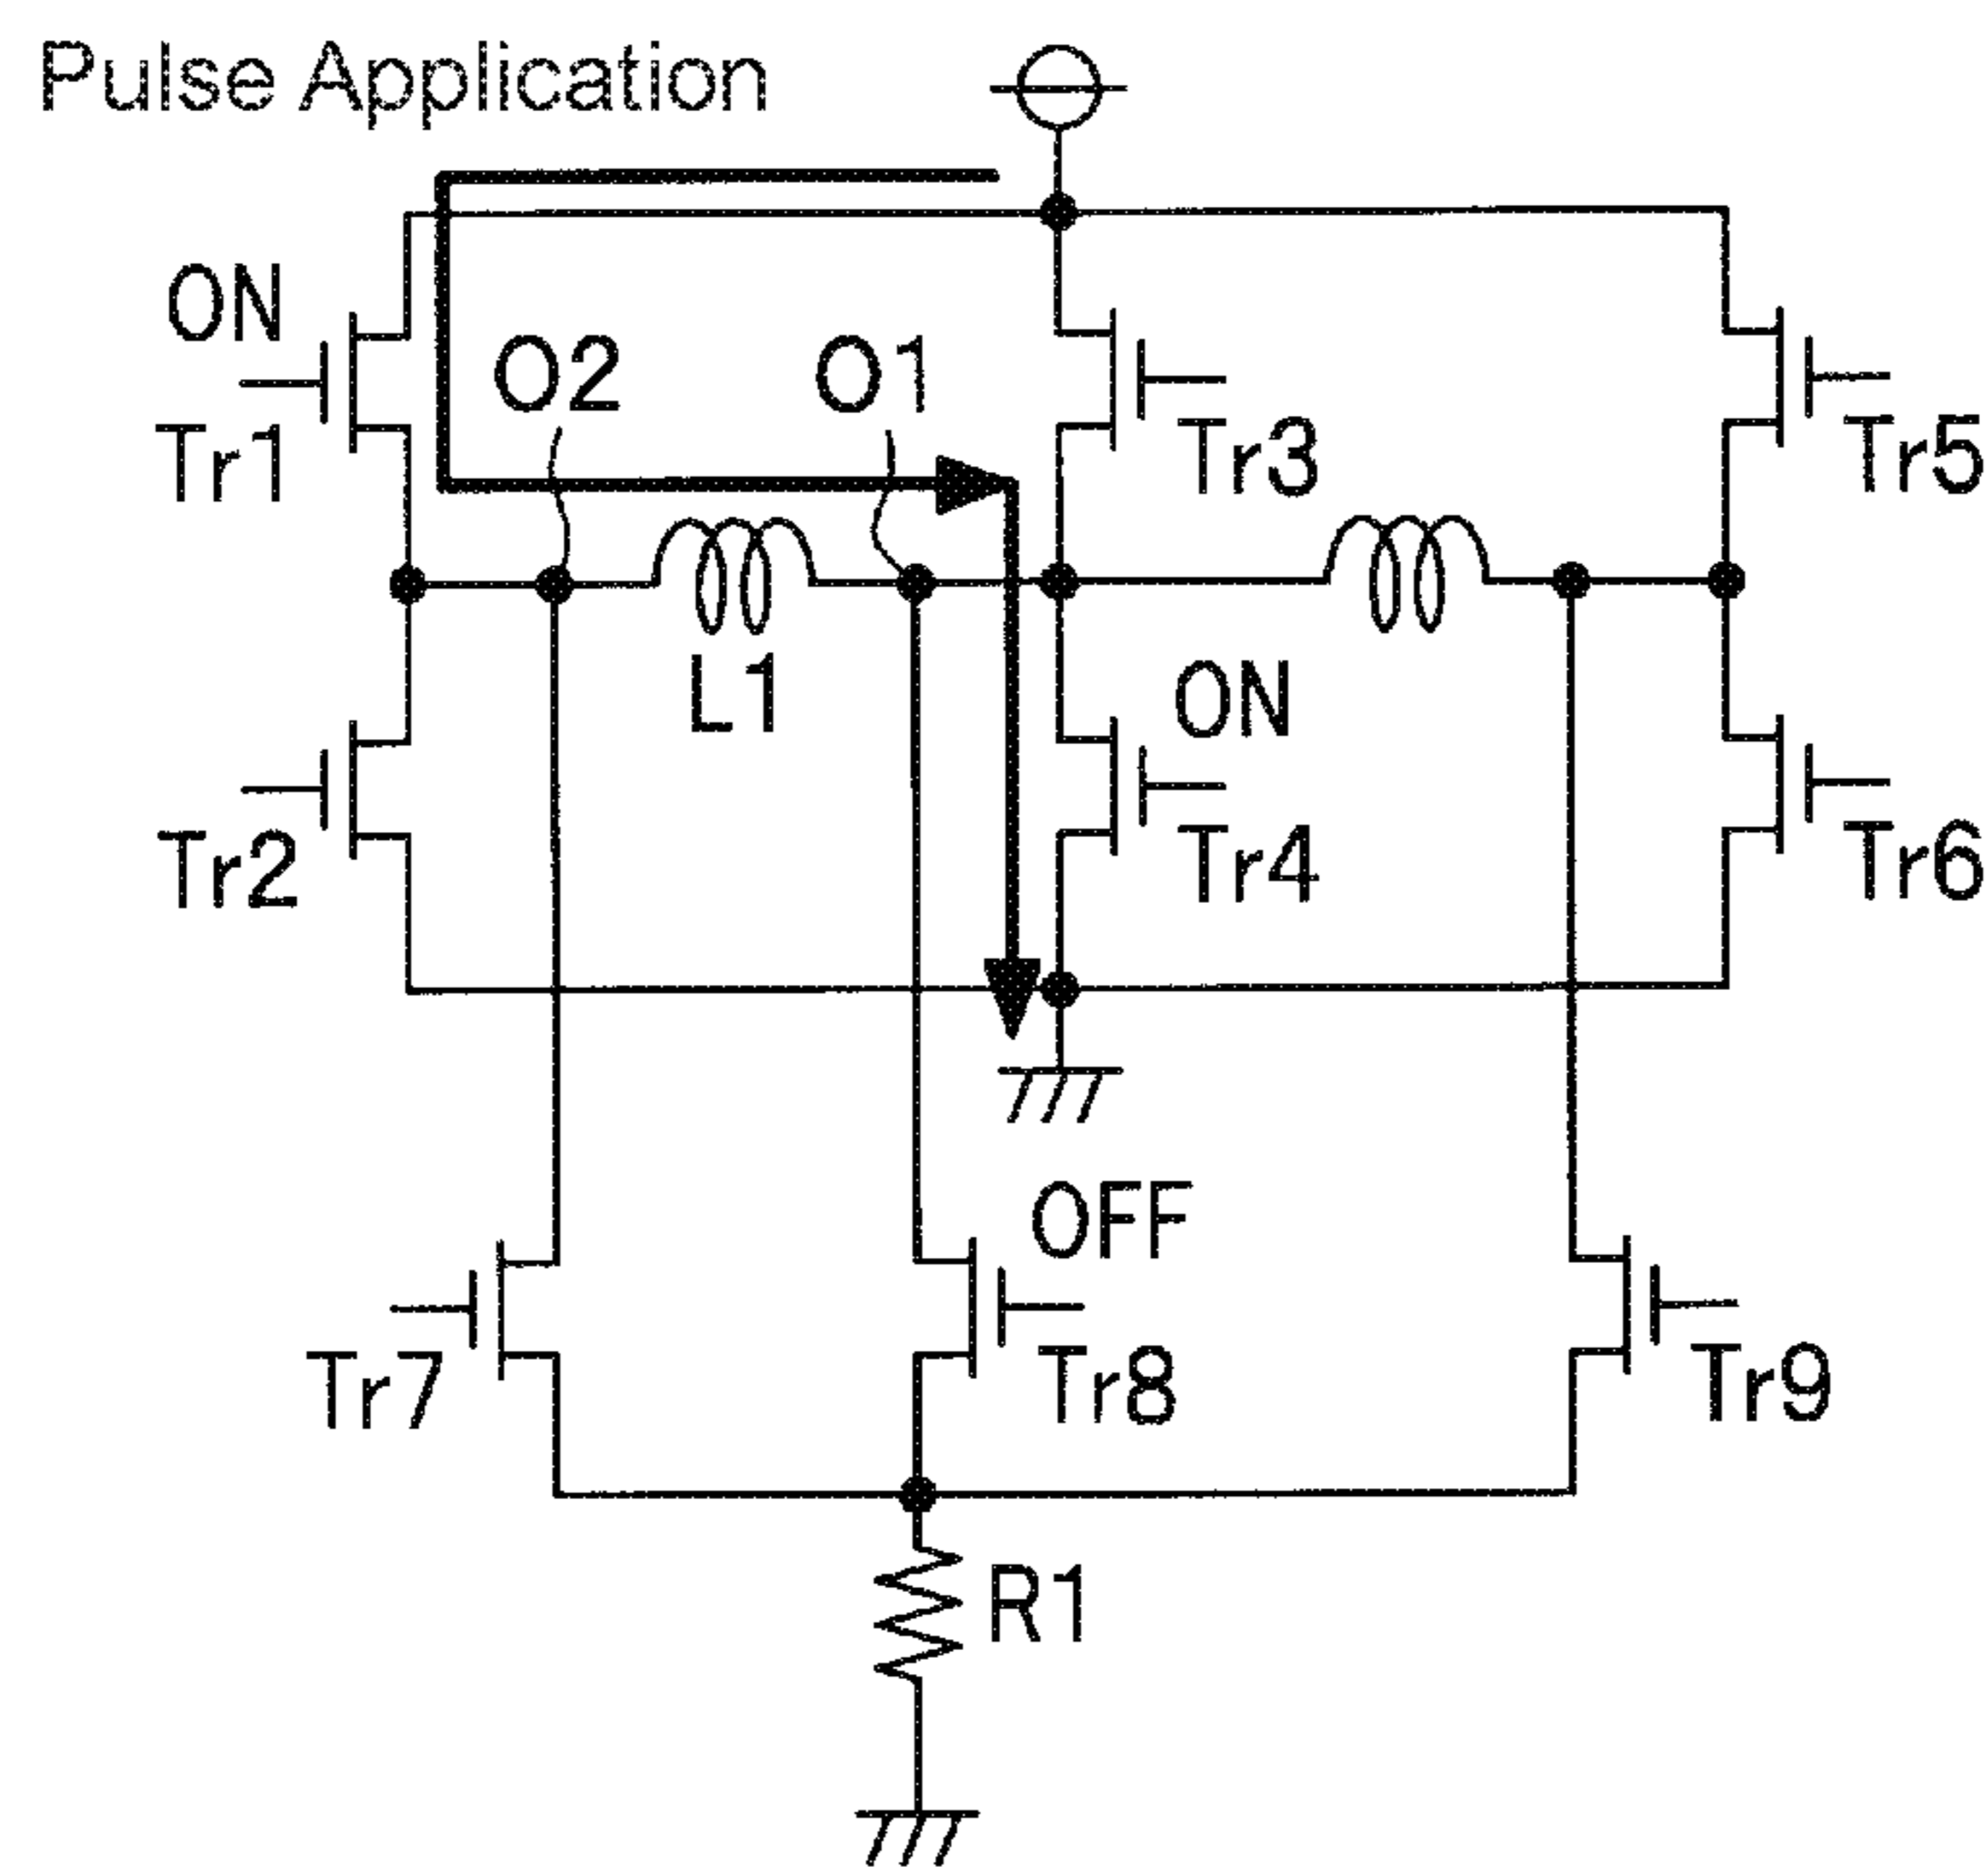 Pulse Application
ON
Tr1
O2
O1
Tr3
Tr5
L1
ON
Tr2
Tr4
Tr6
OFF
Tr7
Tr8
Tr9
R1